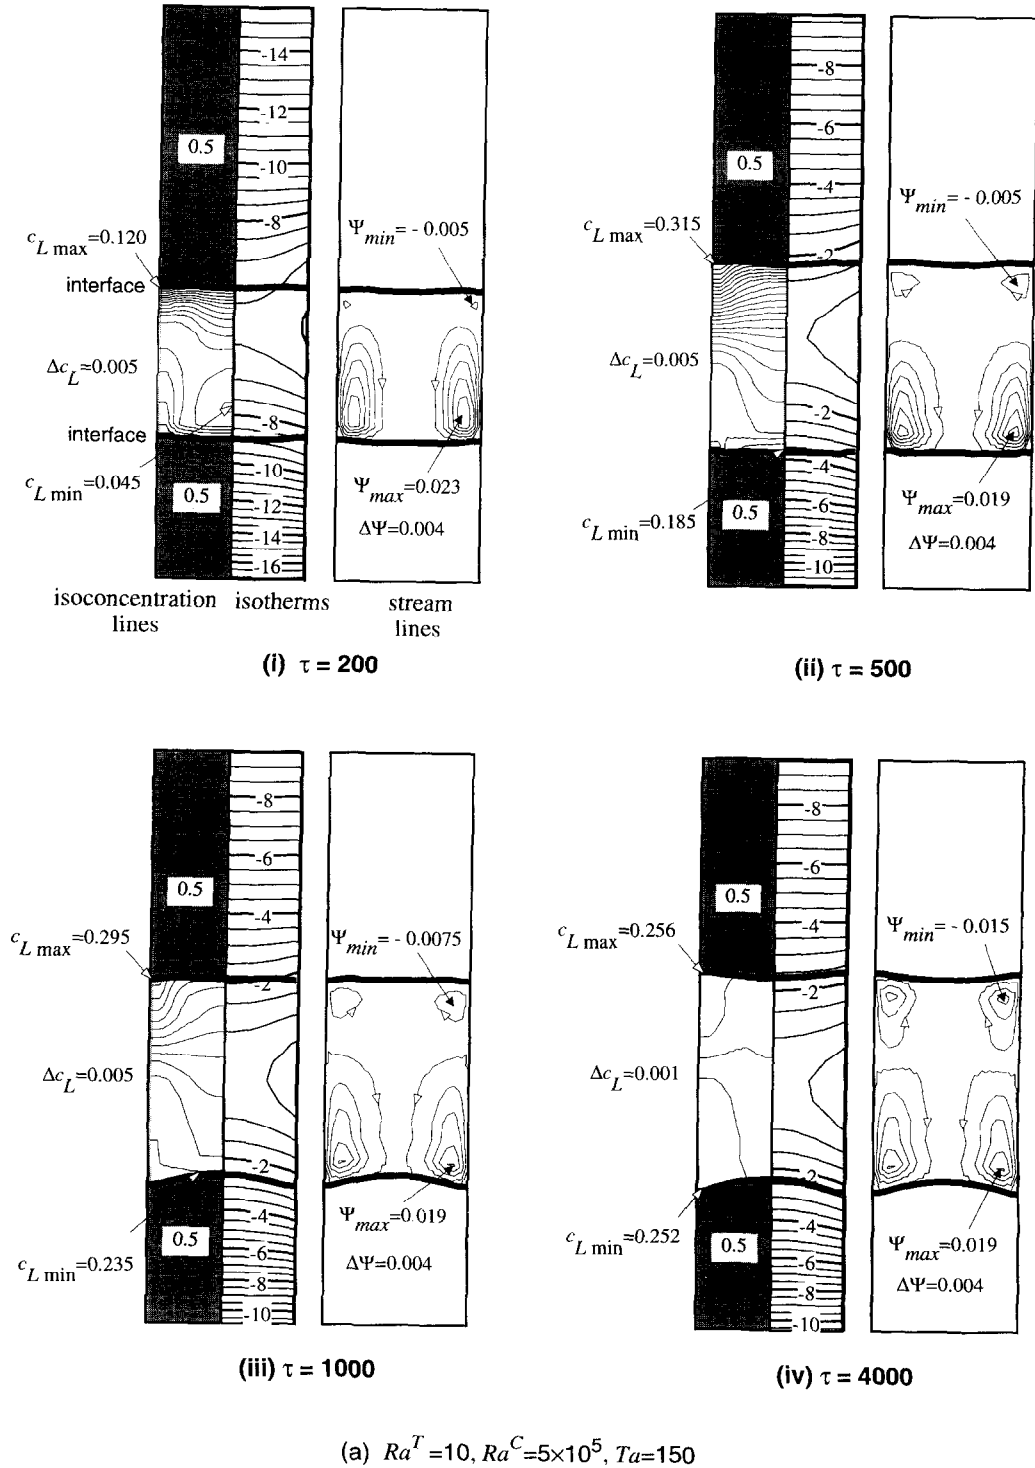 -14
-12
0.5
-10
-8
c_L max=0.120
Ψ_min= - 0.005
interface
Δc_L=0.005
interface
-8
c_L min=0.045
-10
0.5
-12
-14
-16
Ψ_max=0.023
ΔΨ=0.004
isoconcentration lines
isotherms
stream lines
(i) τ = 200
-8
-6
0.5
-4
-2
c_L max=0.315
Ψ_min= - 0.005
Δc_L=0.005
-2
-4
c_L min=0.185
0.5
-6
-8
-10
Ψ_max=0.019
ΔΨ=0.004
(ii) τ = 500
-8
-6
0.5
-4
c_L max=0.295
-2
Ψ_min= - 0.0075
Δc_L=0.005
-2
-4
c_L min=0.235
0.5
-6
-8
-10
Ψ_max=0.019
ΔΨ=0.004
(iii) τ = 1000
-8
-6
0.5
-4
c_L max=0.256
-2
Ψ_min= - 0.015
Δc_L=0.001
-2
-4
c_L min=0.252
0.5
-6
-8
-10
Ψ_max=0.019
ΔΨ=0.004
(iv) τ = 4000
(a) Ra^T =10, Ra^C=5×10^5, Ta=150